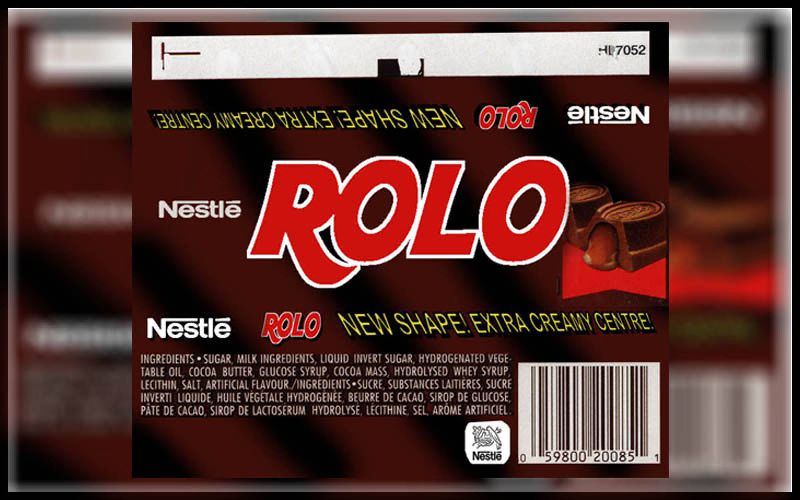 HI 7052
NEW SHAPE! EXTRA CREAMY CENTRE! ROLO Nestlé
ROLO
Nestlé
Nestlé ROLO NEW SHAPE! EXTRA CREAMY CENTRE!
INGREDIENTS • SUGAR, MILK INGREDIENTS, LIQUID INVERT SUGAR, HYDROGENATED VEGE-
TABLE OIL, COCOA BUTTER, GLUCOSE SYRUP, COCOA MASS, HYDROLYSED WHEY SYRUP,
LECITHIN, SALT, ARTIFICIAL FLAVOUR./INGREDIENTS•SUCRE, SUBSTANCES LAITIÈRES, SUCRE
INVERTI LIQUIDE, HUILE VÉGÉTALE HYDROGÉNÉE, BEURRE DE CACAO, SIROP DE GLUCOSE,
PÂTE DE CACAO, SIROP DE LACTOSERUM HYDROLYSÉ, LÉCITHINE, SEL, ARÔME ARTIFICIEL.
Nestlé
0 59800 20085 1